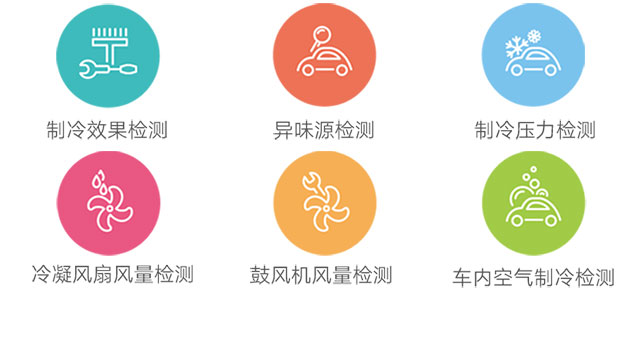 制冷效果检测
异味源检测
制冷压力检测
冷凝风扇风量检测
鼓风机风量检测
车内空气制冷检测